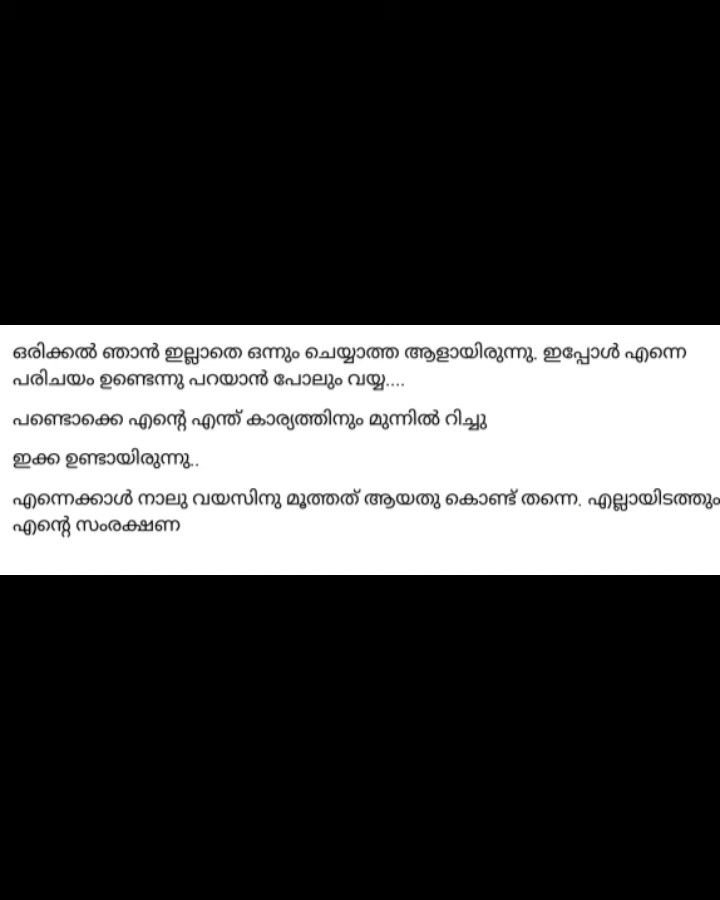 ഒരിക്കൽ ഞാൻ ഇല്ലാതെ ഒന്നും ചെയ്യാത്ത ആളായിരുന്നു. ഇപ്പോൾ എന്നെ
പരിചയം ഉണ്ടെന്നു പറയാൻ പോലും വയ്യ....
പണ്ടൊക്കെ എന്റെ എന്ത് കാര്യത്തിനും മുന്നിൽ റിച്ചു
ഇക്ക ഉണ്ടായിരുന്നു..
എന്നെക്കാൾ നാലു വയസിനു മൂത്തത് ആയതു കൊണ്ട് തന്നെ. എല്ലായിടത്തും
എന്റെ സംരക്ഷണ